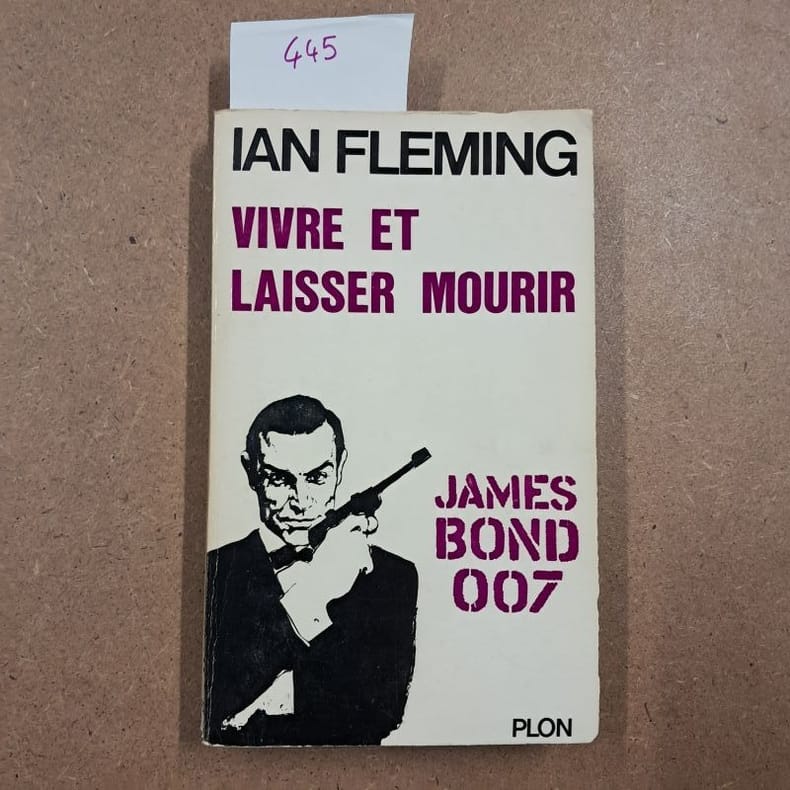 445
IAN FLEMING
VIVRE ET
LAISSER MOURIR
JAMES
BOND
007
PLON